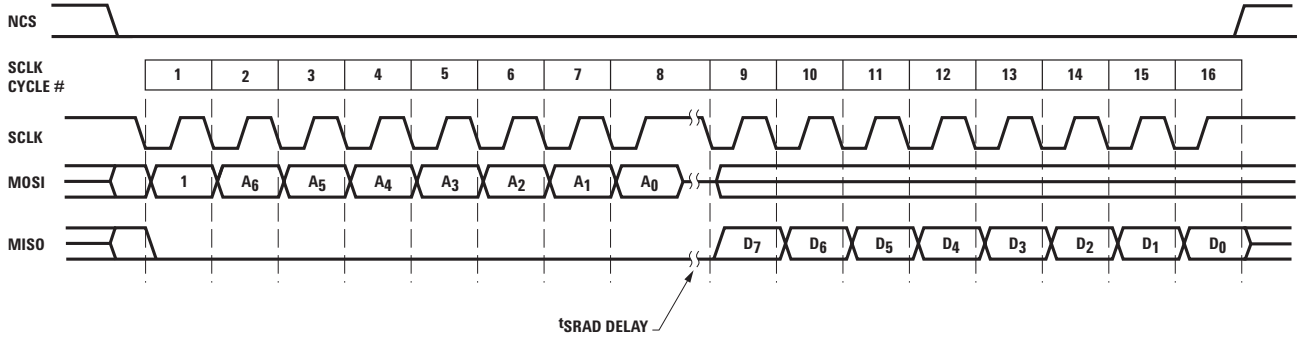 NCS
SCLK
CYCLE #
1 2 3 4 5 6 7 8 9 10 11 12 13 14 15 16
SCLK
MOSI 1 A6 A5 A4 A3 A2 A1 A0
MISO D7 D6 D5 D4 D3 D2 D1 D0
tSRAD DELAY